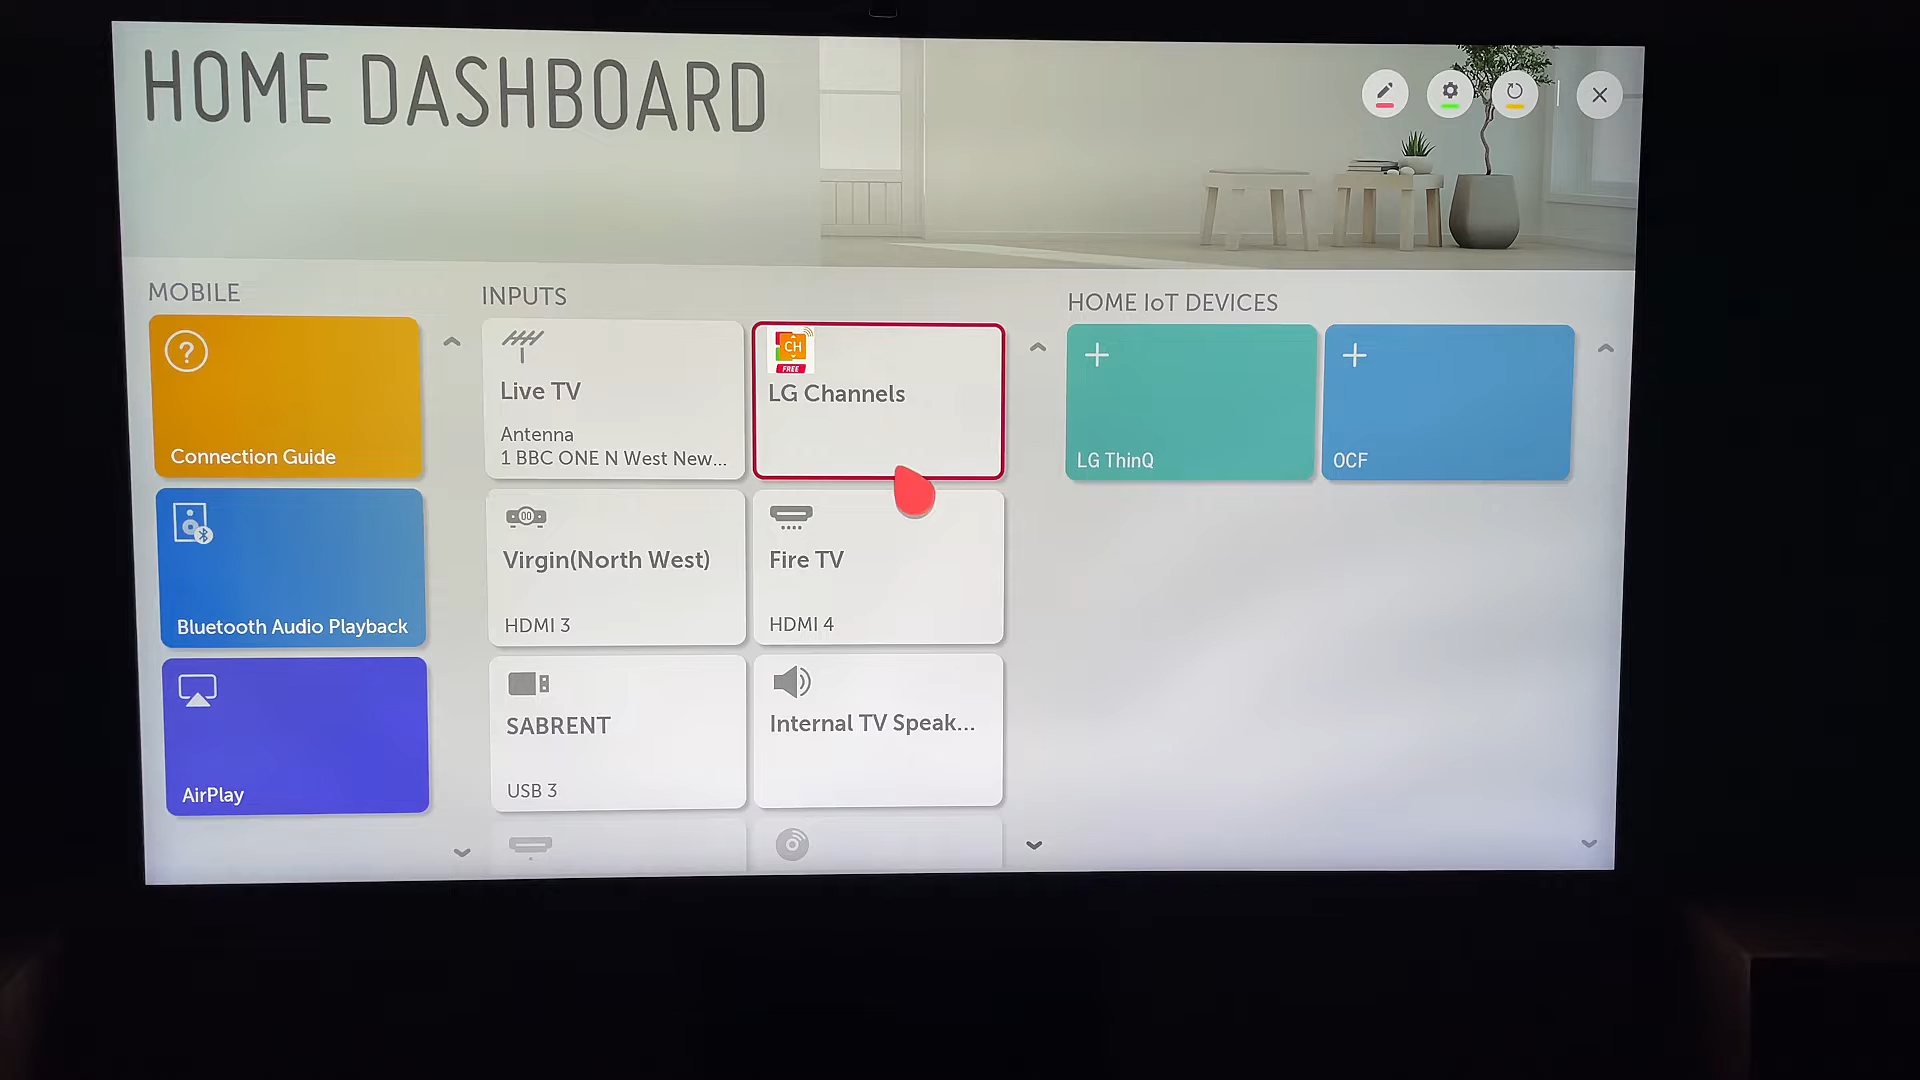 HOME DASHBOARD
MOBILE
Connection Guide
Bluetooth Audio Playback
AirPlay
INPUTS
Live TV
Antenna
1 BBC ONE N West New...
CH
FREE
LG Channels
00
Virgin(North West)
HDMI 3
Fire TV
HDMI 4
SABRENT
USB 3
Internal TV Speak...
HOME IoT DEVICES
LG ThinQ
OCF